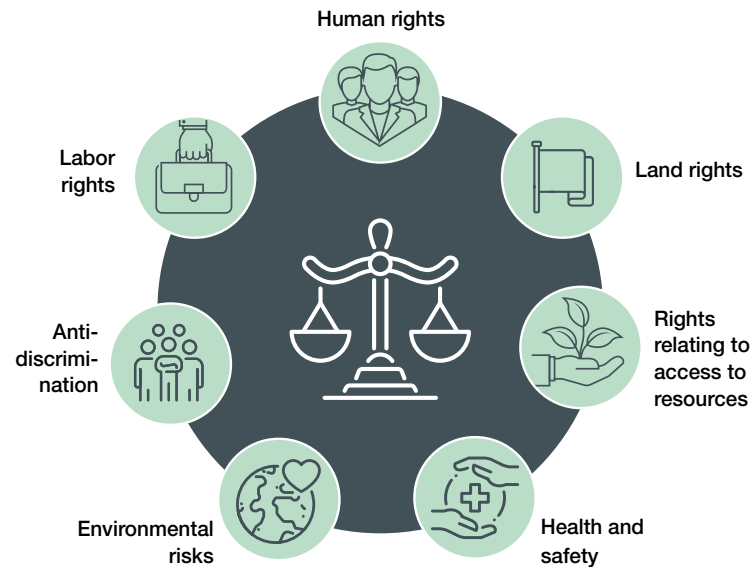 Human rights
Land rights
Rights
relating to
access to
resources
Health and
safety
Environmental
risks
Anti-
discrimi-
nation
Labor
rights